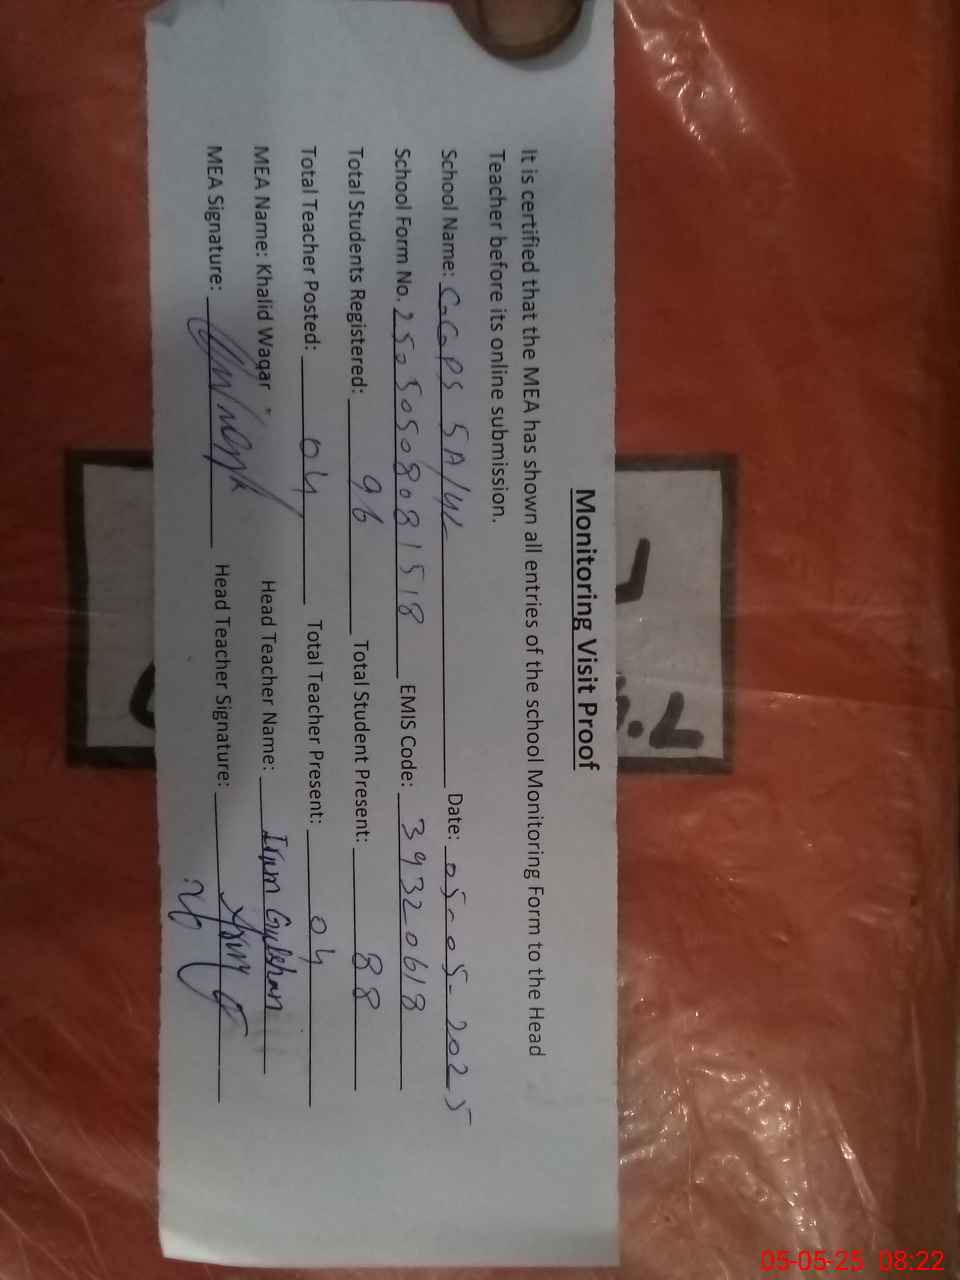 Monitoring Visit Proof
It is certified that the MEA has shown all entries of the school Monitoring Form to the Head
Teacher before its online submission.
School Name: GGPS 5A/4L Date: 05-05-2025
School Form No. 25050508081518 EMIS Code: 39320618
Total Students Registered: 96 Total Student Present: 88
Total Teacher Posted: 04 Total Teacher Present: 04
MEA Name: Khalid Waqar Head Teacher Name: Irum Gulshan
MEA Signature: Head Teacher Signature:
05-05-25 08:22